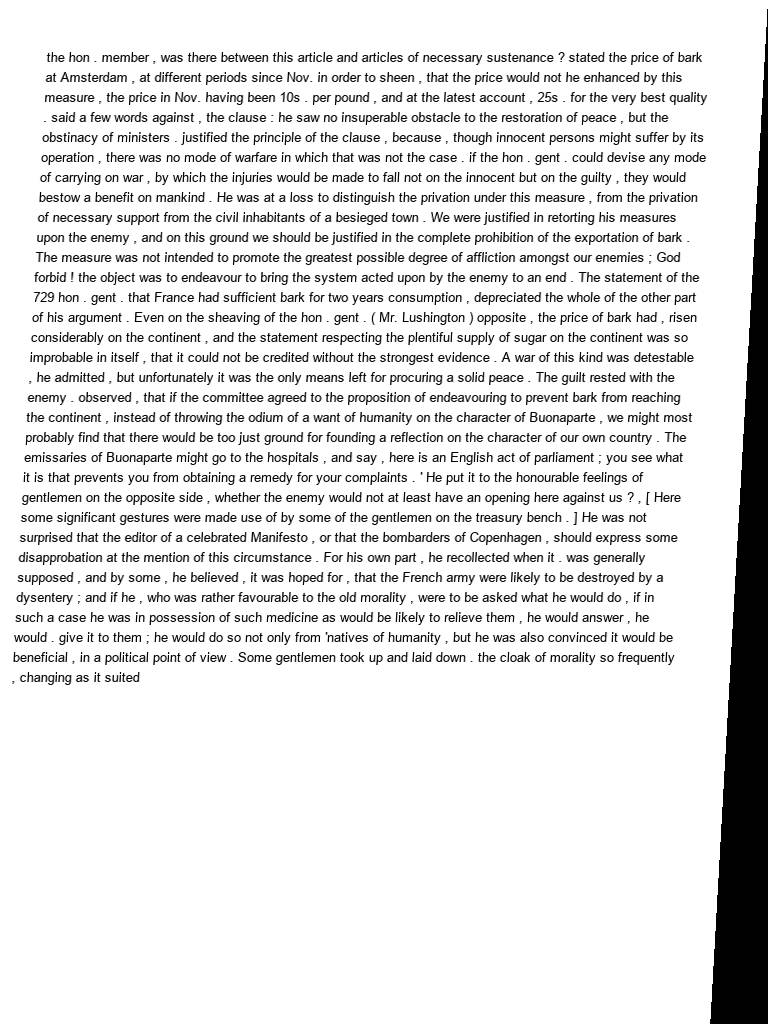 the hon . member , was there between this article and articles of necessary sustenance ? stated the price of bark
at Amsterdam , at different periods since Nov. in order to sheen , that the price would not he enhanced by this
measure , the price in Nov. having been 10s . per pound , and at the latest account , 25s . for the very best quality
. said a few words against , the clause : he saw no insuperable obstacle to the restoration of peace , but the
obstinacy of ministers . justified the principle of the clause , because , though innocent persons might suffer by its
operation , there was no mode of warfare in which that was not the case . if the hon . gent . could devise any mode
of carrying on war , by which the injuries would be made to fall not on the innocent but on the guilty , they would
bestow a benefit on mankind . He was at a loss to distinguish the privation under this measure , from the privation
of necessary support from the civil inhabitants of a besieged town . We were justified in retorting his measures
upon the enemy , and on this ground we should be justified in the complete prohibition of the exportation of bark .
The measure was not intended to promote the greatest possible degree of affliction amongst our enemies ; God
forbid ! the object was to endeavour to bring the system acted upon by the enemy to an end . The statement of the
729 hon . gent . that France had sufficient bark for two years consumption , depreciated the whole of the other part
of his argument . Even on the sheaving of the hon . gent . ( Mr. Lushington ) opposite , the price of bark had , risen
considerably on the continent , and the statement respecting the plentiful supply of sugar on the continent was so
improbable in itself , that it could not be credited without the strongest evidence . A war of this kind was detestable
, he admitted , but unfortunately it was the only means left for procuring a solid peace . The guilt rested with the
enemy . observed , that if the committee agreed to the proposition of endeavouring to prevent bark from reaching
the continent , instead of throwing the odium of a want of humanity on the character of Buonaparte , we might most
probably find that there would be too just ground for founding a reflection on the character of our own country . The
emissaries of Buonaparte might go to the hospitals , and say , here is an English act of parliament ; you see what
it is that prevents you from obtaining a remedy for your complaints . ' He put it to the honourable feelings of
gentlemen on the opposite side , whether the enemy would not at least have an opening here against us ? , [ Here
some significant gestures were made use of by some of the gentlemen on the treasury bench . ] He was not
surprised that the editor of a celebrated Manifesto , or that the bombarders of Copenhagen , should express some
disapprobation at the mention of this circumstance . For his own part , he recollected when it . was generally
supposed , and by some , he believed , it was hoped for , that the French army were likely to be destroyed by a
dysentery ; and if he , who was rather favourable to the old morality , were to be asked what he would do , if in
such a case he was in possession of such medicine as would be likely to relieve them , he would answer , he
would . give it to them ; he would do so not only from 'natives of humanity , but he was also convinced it would be
beneficial , in a political point of view . Some gentlemen took up and laid down . the cloak of morality so frequently
, changing as it suited